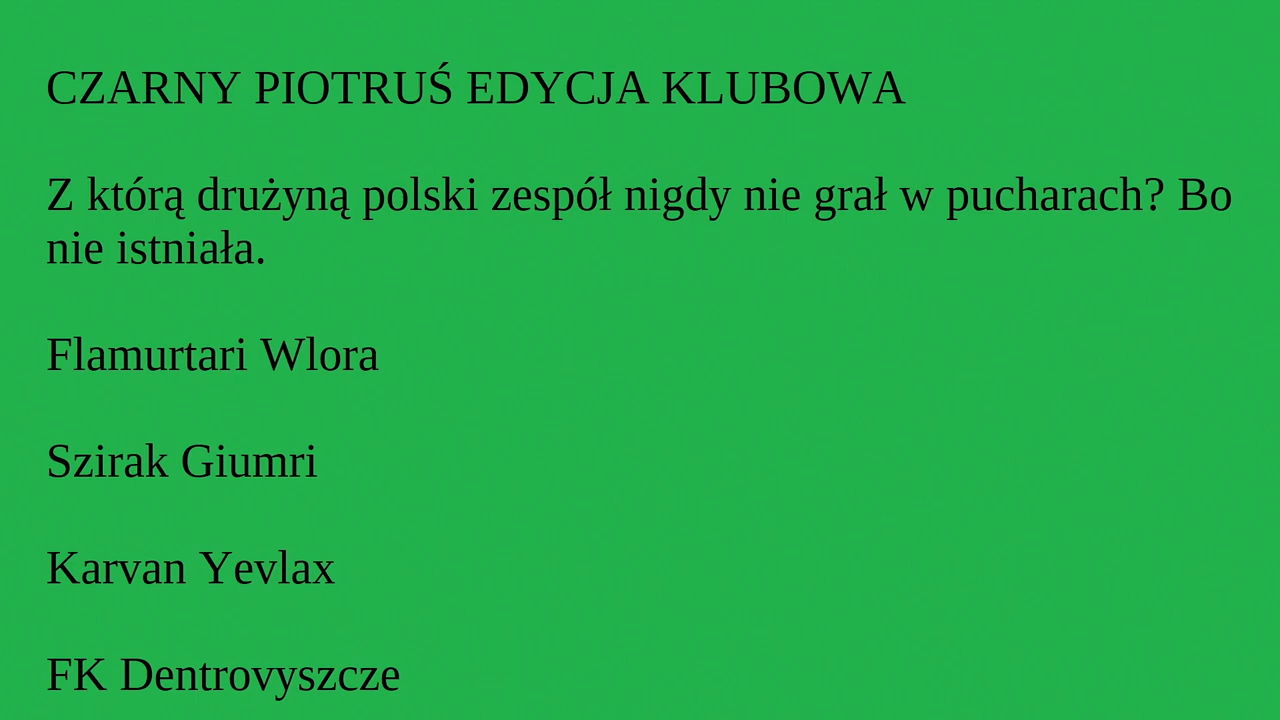 CZARNY PIOTRUŚ EDYCJA KLUBOWA
Z którą drużyną polski zespół nigdy nie grał w pucharach? Bo
nie istniała.
Flamurtari Wlora
Szirak Giumri
Karvan Yevlax
FK Dentrovyszcze